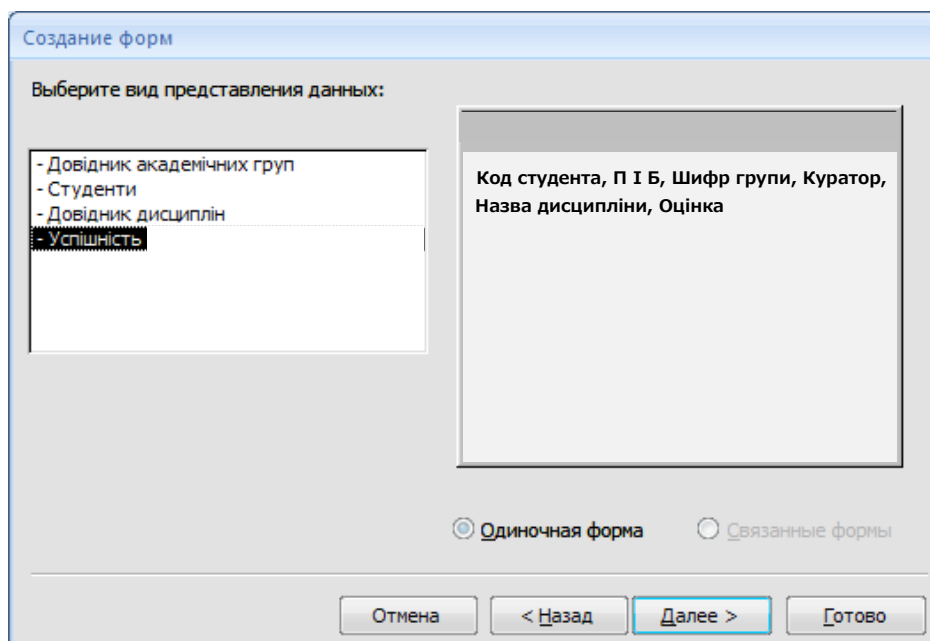 Создание форм
Выберите вид представления данных:
- Довідник академічних груп
- Студенти
- Довідник дисциплін
- Успішність
Код студента, П І Б, Шифр групи, Куратор,
Назва дисципліни, Оцінка
Одиночная форма
Связанные формы
Отмена
< Назад
Далее >
Готово